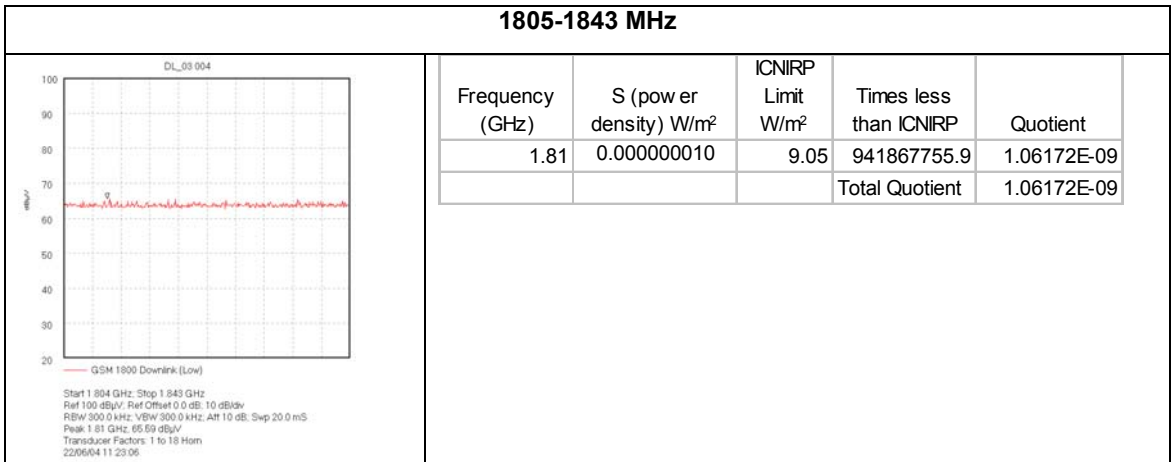 1805-1843 MHz
DL_03 004
100
90
80
70
60
50
40
30
20
dBµV
GSM 1800 Downlink (Low)
Start 1.804 GHz; Stop 1.843 GHz
Ref 100 dBµV; Ref Offset 0.0 dB; 10 dB/div
RBW 300.0 kHz; VBW 300.0 kHz; Att 10 dB; Swp 20.0 mS
Peak 1.81 GHz, 65.59 dBµV
Transducer Factors: 1 to 18 Horn
22/06/04 11:23:06
Frequency (GHz) S (pow er density) W/m² ICNIRP Limit W/m² Times less than ICNIRP Quotient
1.81 0.000000010 9.05 941867755.9 1.06172E-09
Total Quotient 1.06172E-09